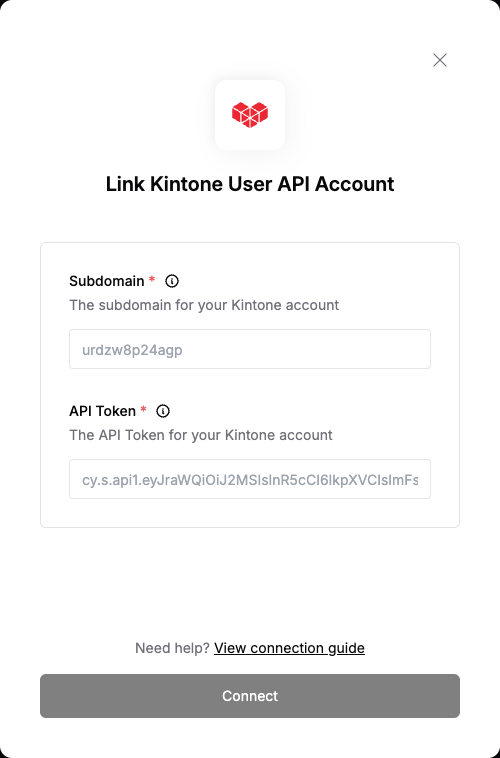 Link Kintone User API Account
Subdomain *
The subdomain for your Kintone account
urdzw8p24agp
API Token *
The API Token for your Kintone account
cy.s.api1.eyJraWQiOiJ2MSIsInR5cCI6IkpXVCIsImFs
Need help? View connection guide
Connect